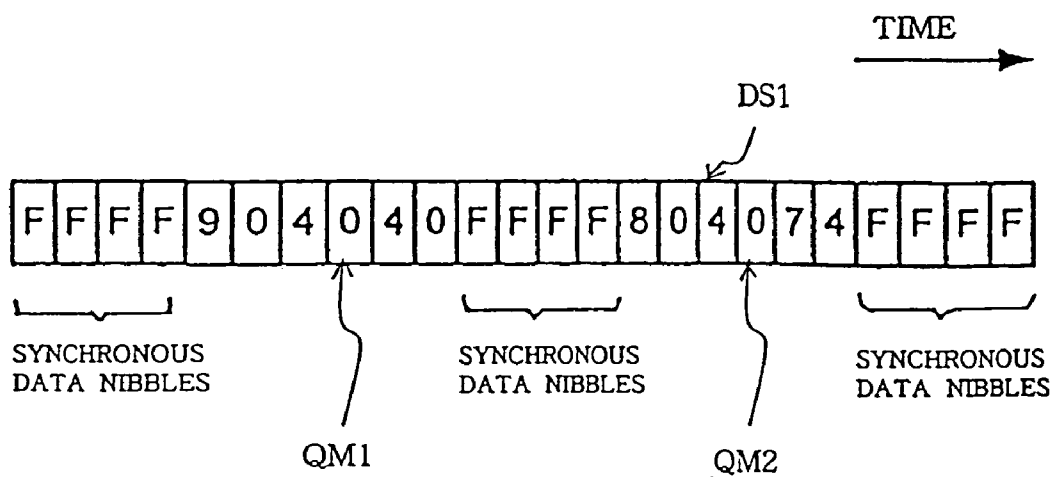 TIME
DS1
F F F F 9 0 4 0 4 0 F F F F 8 0 4 0 7 4 F F F F
SYNCHRONOUS
DATA NIBBLES
SYNCHRONOUS
DATA NIBBLES
SYNCHRONOUS
DATA NIBBLES
QM1
QM2